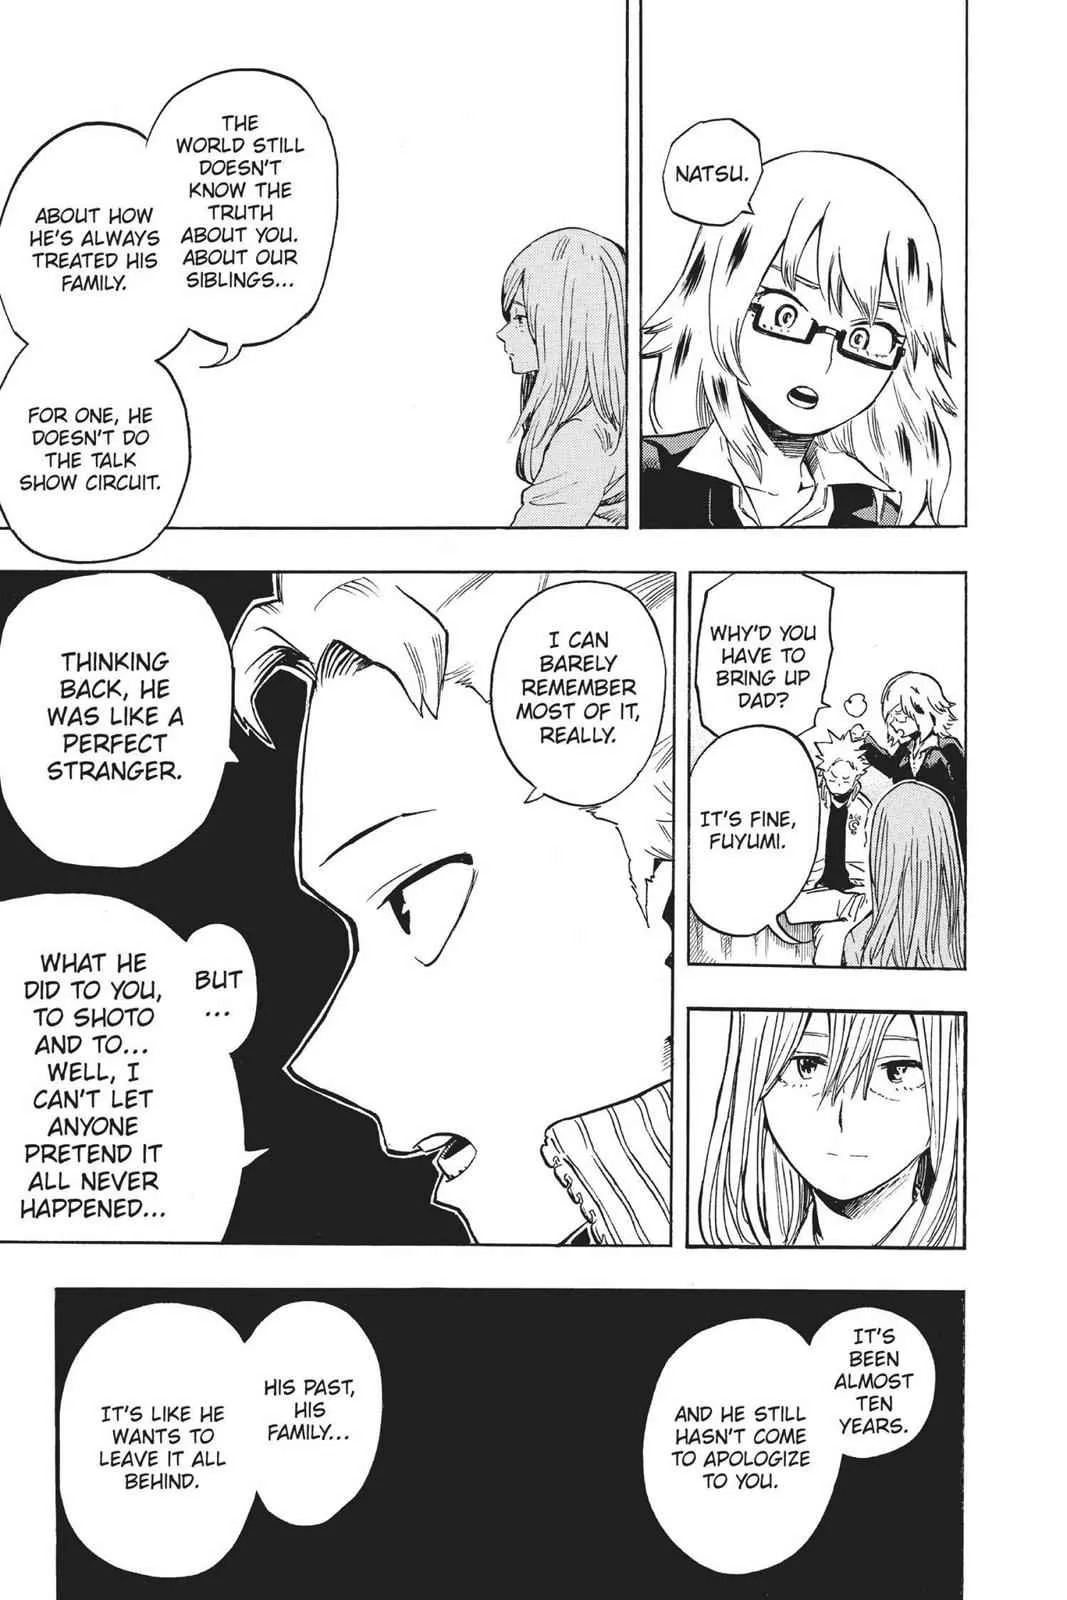 NATSU.
THE
WORLD STILL
DOESN'T
KNOW THE
TRUTH
ABOUT YOU.
ABOUT OUR
SIBLINGS...
ABOUT HOW
HE'S ALWAYS
TREATED HIS
FAMILY.
FOR ONE, HE
DOESN'T DO
THE TALK
SHOW CIRCUIT.
WHY'D YOU
HAVE TO
BRING UP
DAD?
IT'S FINE,
FUYUMI.
I CAN
BARELY
REMEMBER
MOST OF IT,
REALLY.
THINKING
BACK, HE
WAS LIKE A
PERFECT
STRANGER.
BUT
...
WHAT HE
DID TO YOU,
TO SHOTO
AND TO...
WELL, I
CAN'T LET
ANYONE
PRETEND IT
ALL NEVER
HAPPENED...
IT'S
BEEN
ALMOST
TEN
YEARS.
AND HE STILL
HASN'T COME
TO APOLOGIZE
TO YOU.
HIS PAST,
HIS
FAMILY...
IT'S LIKE HE
WANTS TO
LEAVE IT ALL
BEHIND.